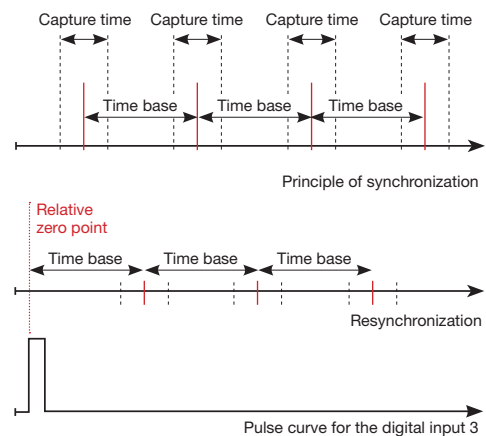 Capture time Capture time Capture time Capture time
Time base Time base Time base
Principle of synchronization
Relative
zero point
Time base Time base Time base
Resynchronization
Pulse curve for the digital input 3